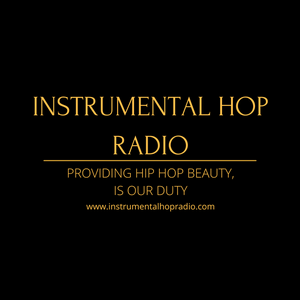 INSTRUMENTAL HOP
RADIO
PROVIDING HIP HOP BEAUTY,
IS OUR DUTY
www.instrumentalhopradio.com